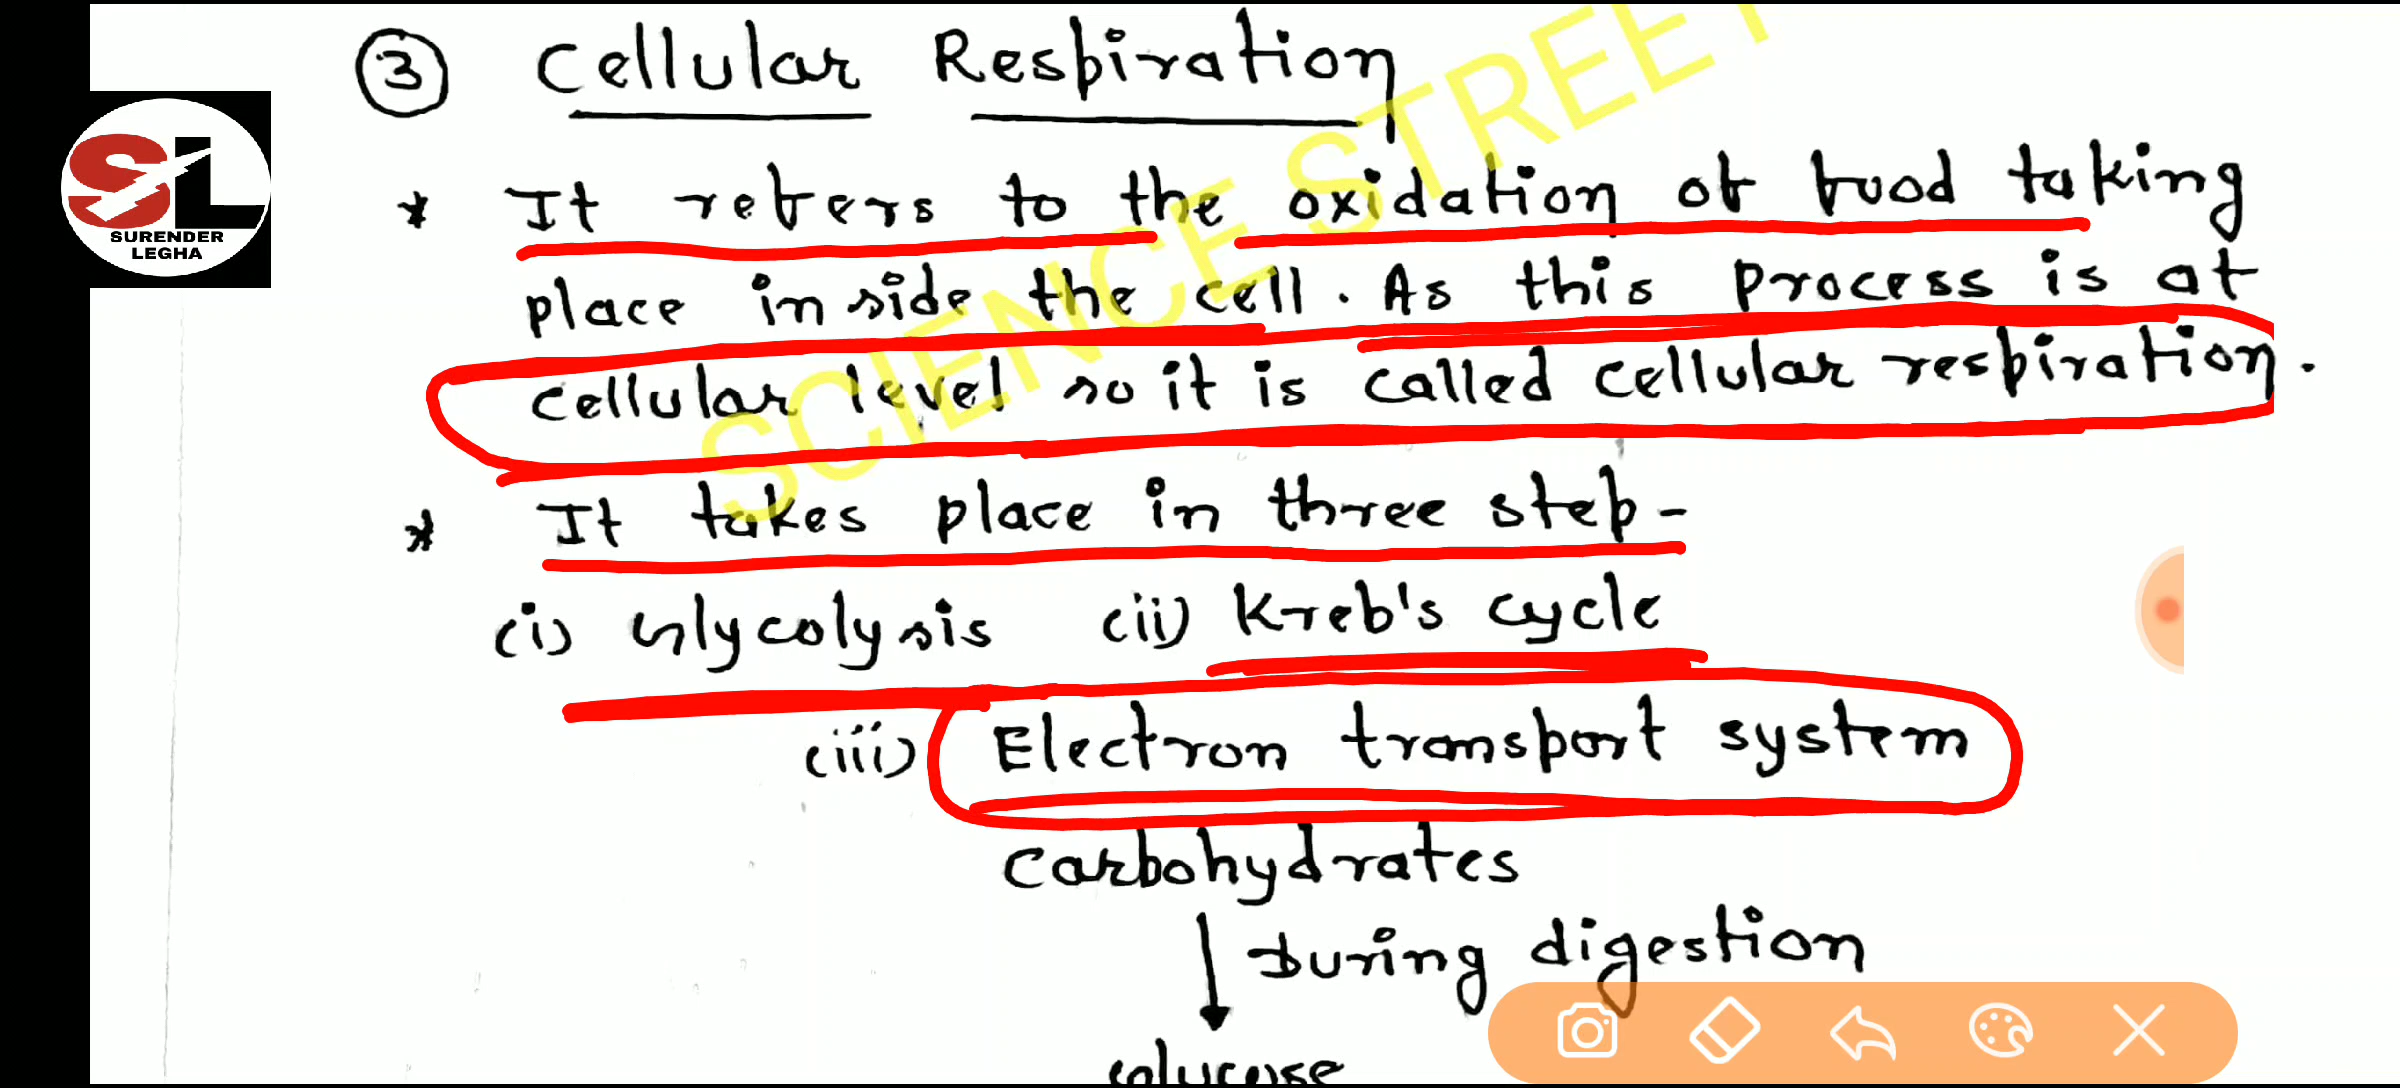 3 Cellular Respiration
* It refers to the oxidation of food taking
place inside the cell. As this process is at
cellular level so it is called cellular respiration.
* It takes place in three step-
(i) Glycolysis (ii) Kreb's cycle
(iii) Electron transport system
Carbohydrates
During digestion
Glucose
SCIENCE STREET
SL
SURENDER
LEGHA